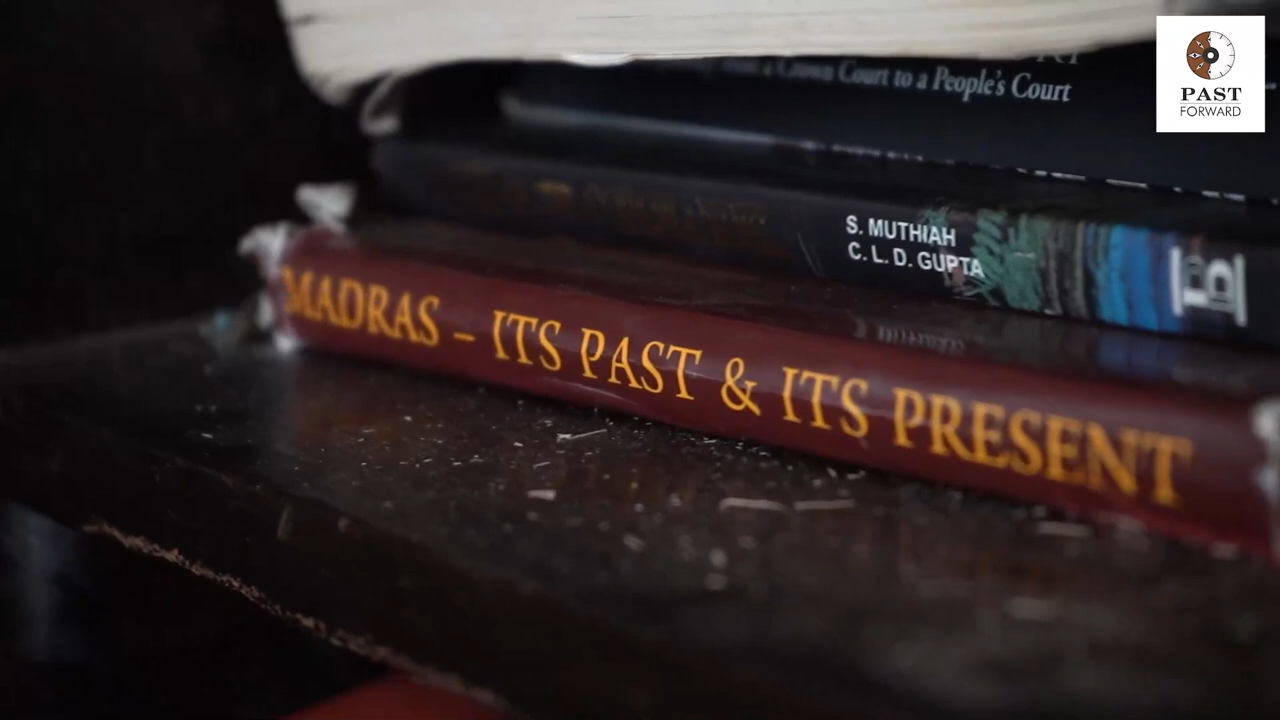 Crown Court to a People's Court
S. MUTHIAH
C. L. D. GUPTA
MADRAS – ITS PAST & ITS PRESENT
PAST
FORWARD